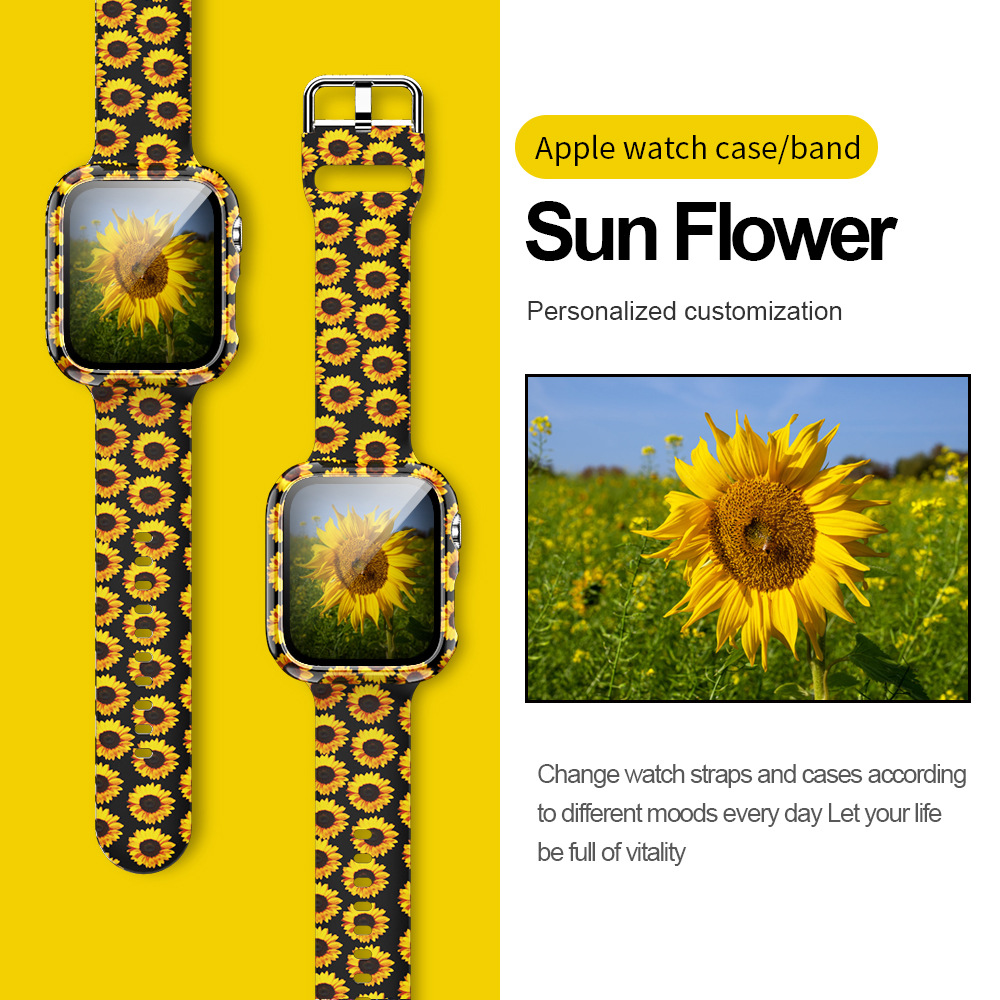 Apple watch case/band
Sun Flower
Personalized customization
Change watch straps and cases according
to different moods every day Let your life
be full of vitality